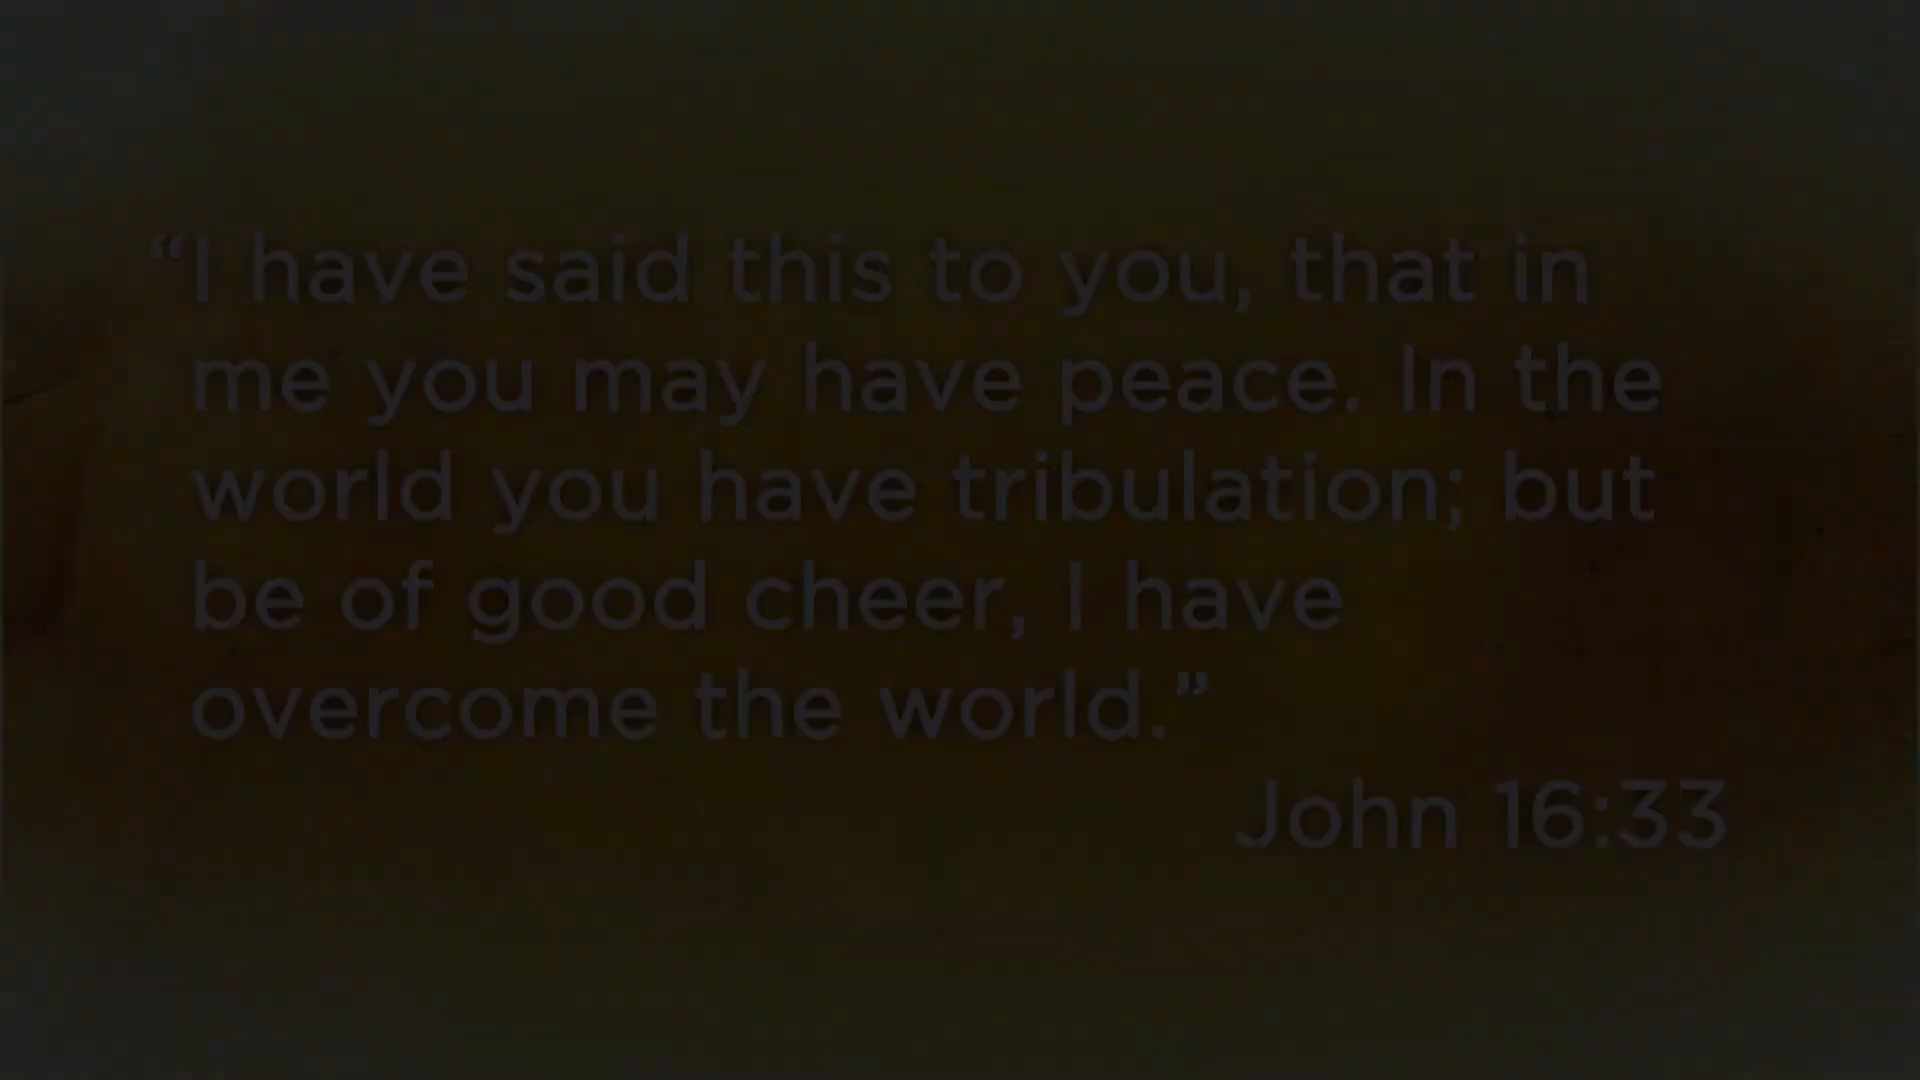 “I have said this to you, that in
me you may have peace. In the
world you have tribulation; but
be of good cheer, I have
overcome the world.”
John 16:33